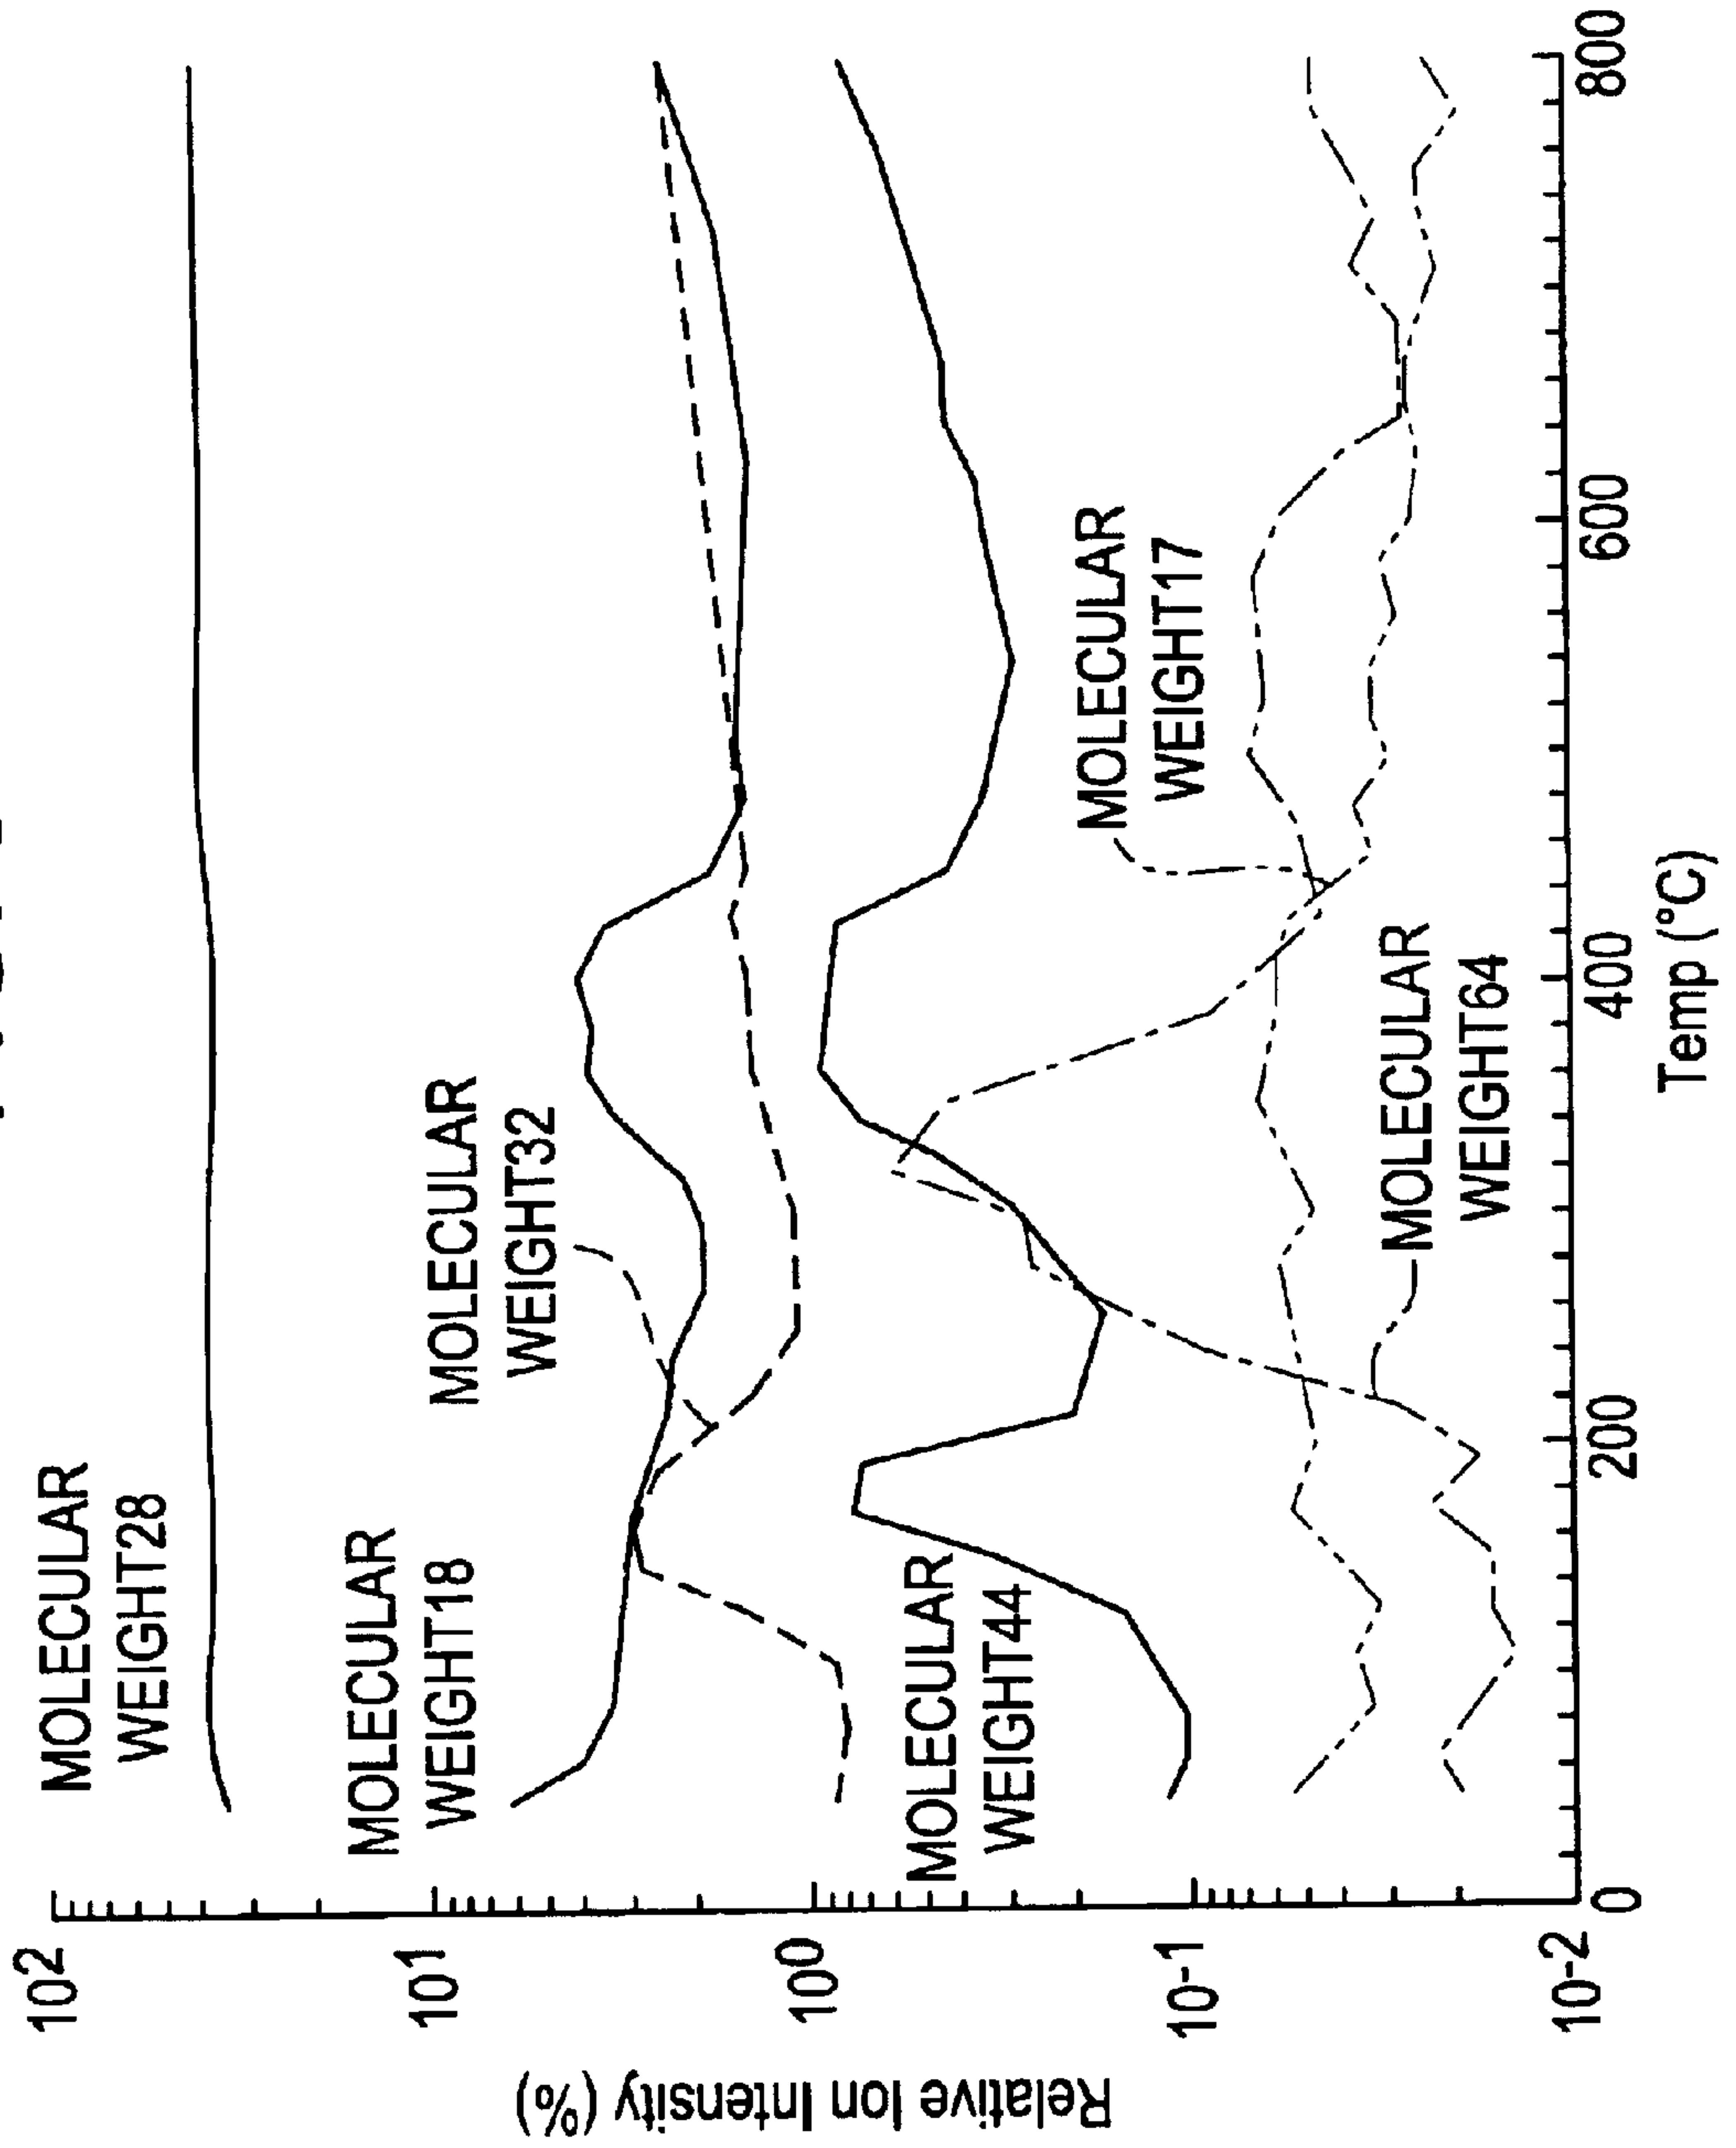 MOLECULAR
WEIGHT28
MOLECULAR
WEIGHT18
MOLECULAR
WEIGHT32
MOLECULAR
WEIGHT44
MOLECULAR
WEIGHT17
MOLECULAR
WEIGHT64
10²
10¹
10⁰
10⁻¹
10⁻²
Relative Ion Intensity (%)
0
200
400
600
800
Temp (°C)